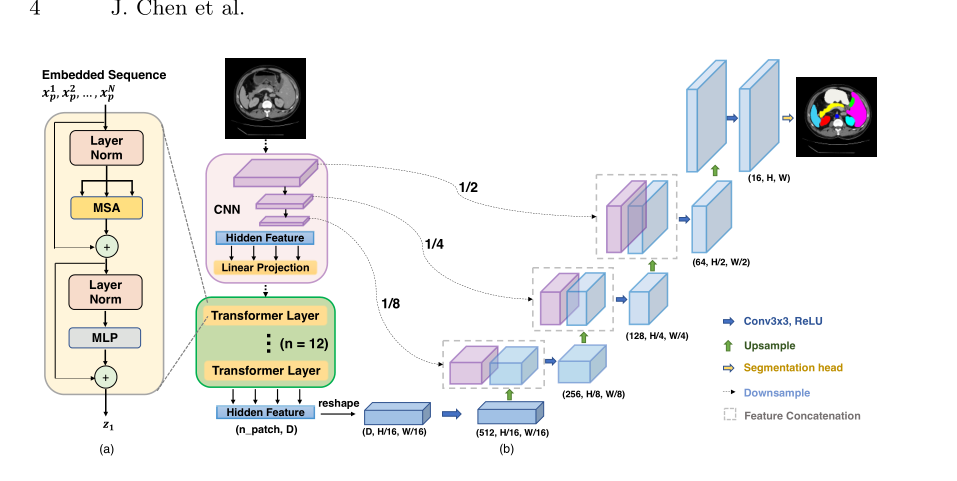 4 J. Chen et al.
Embedded Sequence
𝒙_p^1, 𝒙_p^2, ..., 𝒙_p^N
Layer
Norm
MSA
+
Layer
Norm
MLP
+
z₁
(a)
CNN
Hidden Feature
Linear Projection
Transformer Layer
(n = 12)
Transformer Layer
Hidden Feature
(n_patch, D)
reshape
(D, H/16, W/16)
(512, H/16, W/16)
(b)
1/2
1/4
1/8
(256, H/8, W/8)
(128, H/4, W/4)
(64, H/2, W/2)
(16, H, W)
Conv3x3, ReLU
Upsample
Segmentation head
Downsample
Feature Concatenation